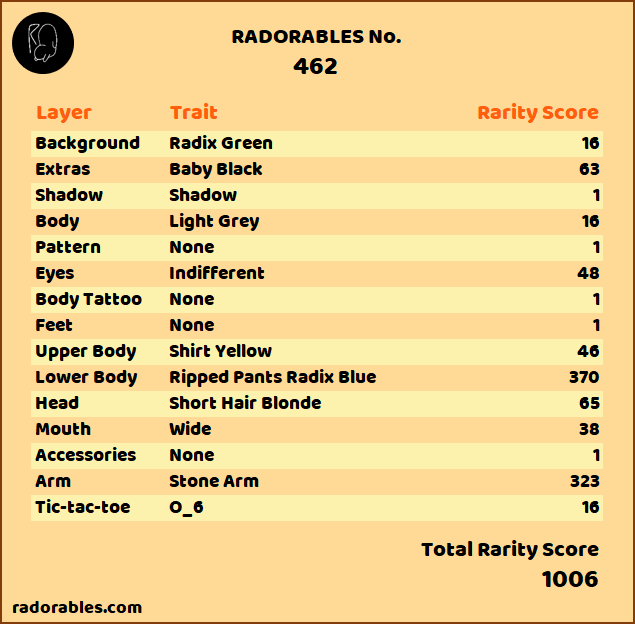 RADORABLES No.
462
Layer Trait Rarity Score
Background Radix Green 16
Extras Baby Black 63
Shadow Shadow 1
Body Light Grey 16
Pattern None 1
Eyes Indifferent 48
Body Tattoo None 1
Feet None 1
Upper Body Shirt Yellow 46
Lower Body Ripped Pants Radix Blue 370
Head Short Hair Blonde 65
Mouth Wide 38
Accessories None 1
Arm Stone Arm 323
Tic-tac-toe O_6 16
Total Rarity Score
1006
radorables.com